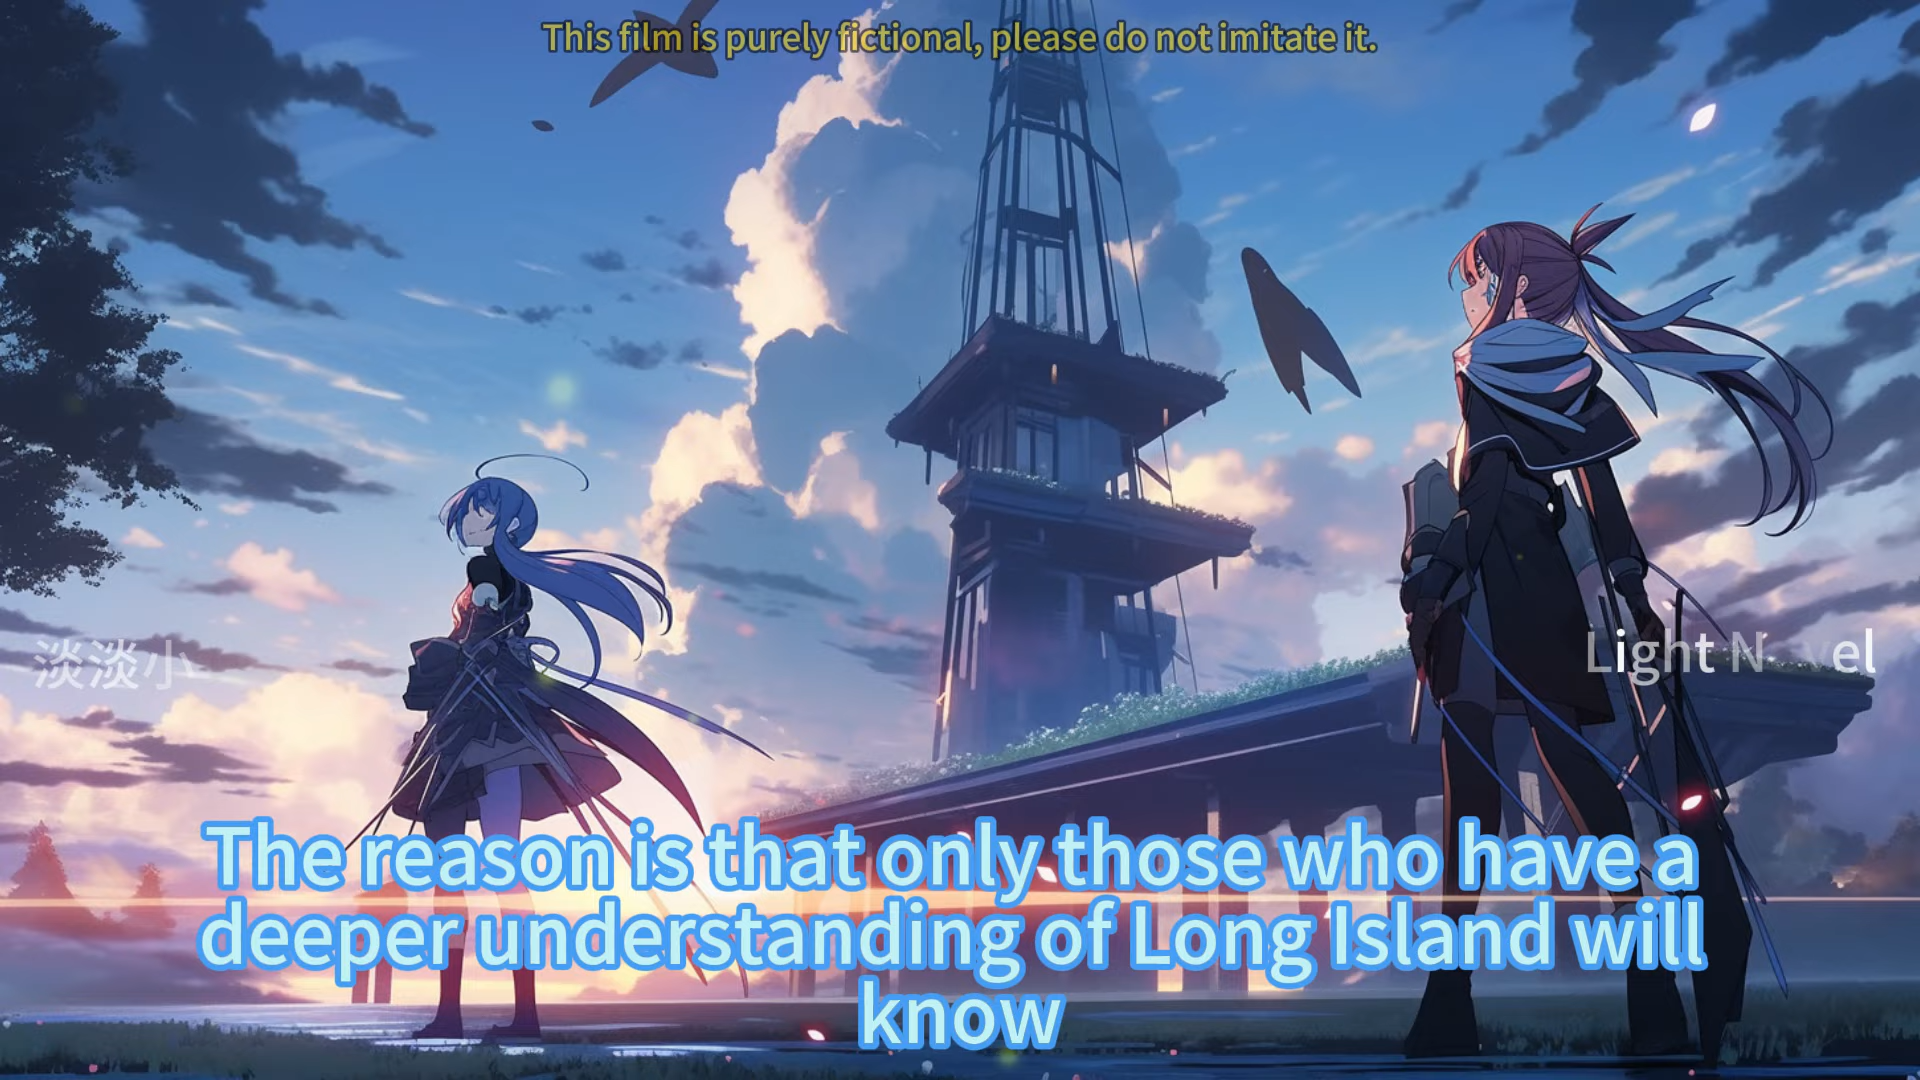 This film is purely fictional, please do not imitate it.
淡淡小
Light N vel
The reason is that only those who have a
deeper understanding of Long Island will
know